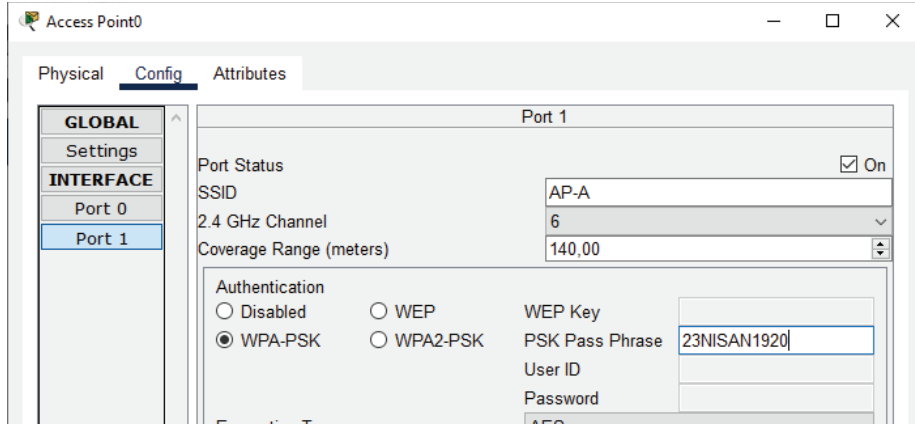 Access Point0
Physical Config Attributes
GLOBAL
Settings
INTERFACE
Port 0
Port 1
Port 1
Port Status On
SSID AP-A
2.4 GHz Channel 6
Coverage Range (meters) 140,00
Authentication
Disabled WEP WEP Key
WPA-PSK WPA2-PSK PSK Pass Phrase 23NISAN1920
User ID
Password